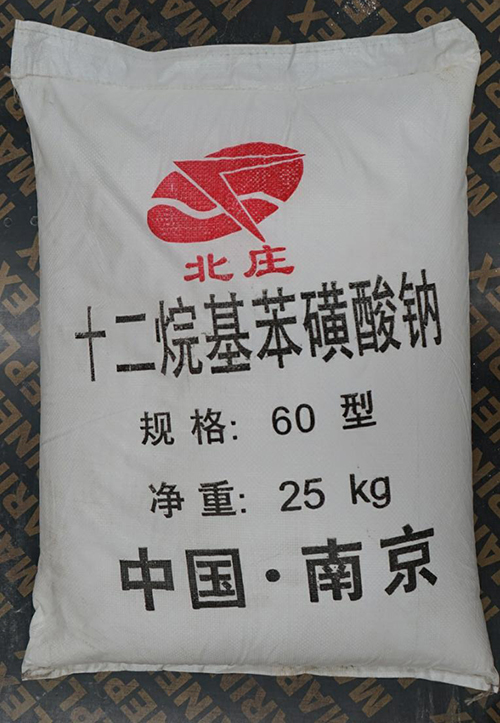 北庄
十二烷基苯磺酸钠
规格: 60 型
净重: 25 kg
中国·南京
MARINEPLEX